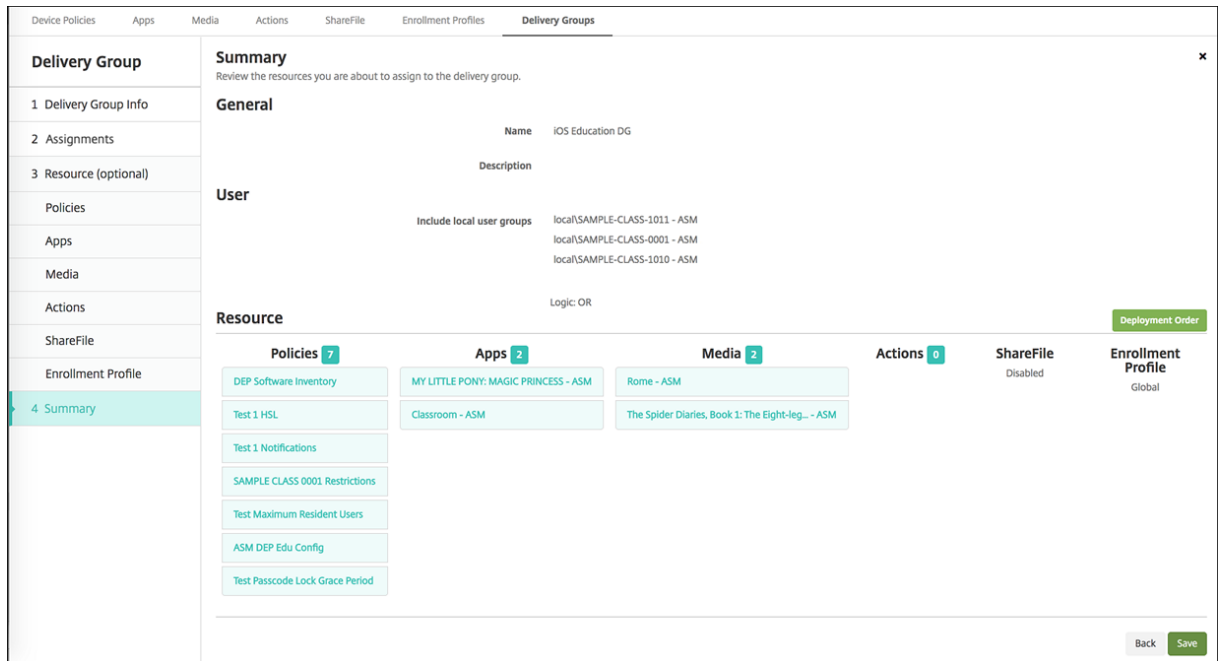 Device Policies Apps Media Actions ShareFile Enrollment Profiles Delivery Groups
Delivery Group
1 Delivery Group Info
2 Assignments
3 Resource (optional)
Policies
Apps
Media
Actions
ShareFile
Enrollment Profile
4 Summary
Summary
Review the resources you are about to assign to the delivery group.
General
Name iOS Education DG
Description
User
Include local user groups local\SAMPLE-CLASS-1011 - ASM
local\SAMPLE-CLASS-0001 - ASM
local\SAMPLE-CLASS-1010 - ASM
Logic: OR
Resource
Deployment Order
Policies 7
DEP Software Inventory
Test 1 HSL
Test 1 Notifications
SAMPLE CLASS 0001 Restrictions
Test Maximum Resident Users
ASM DEP Edu Config
Test Passcode Lock Grace Period
Apps 2
MY LITTLE PONY: MAGIC PRINCESS - ASM
Classroom - ASM
Media 2
Rome - ASM
The Spider Diaries, Book 1: The Eight-leg... - ASM
Actions 0
ShareFile
Disabled
Enrollment
Profile
Global
Back Save